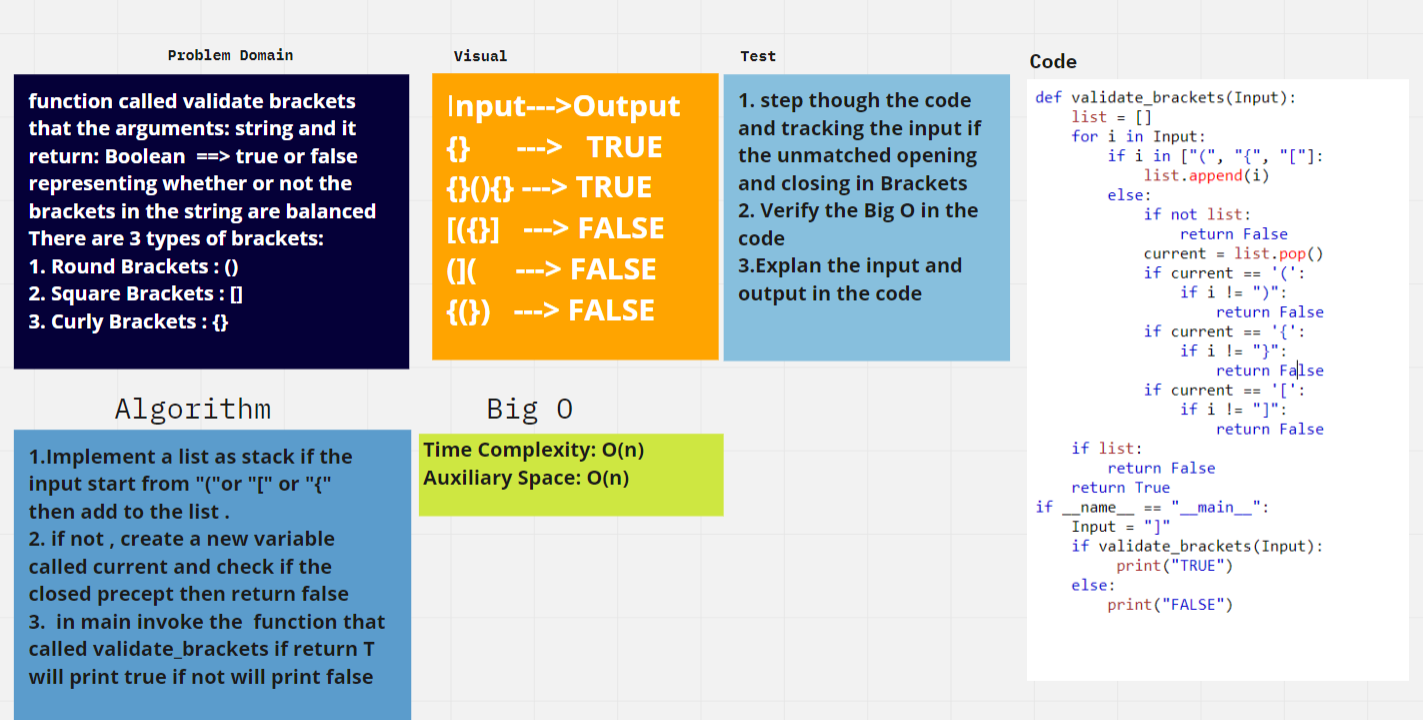 Problem Domain
function called validate brackets
that the arguments: string and it
return: Boolean ==> true or false
representing whether or not the
brackets in the string are balanced
There are 3 types of brackets:
1. Round Brackets : ()
2. Square Brackets : []
3. Curly Brackets : {}
Visual
Input--->Output
{} ---> TRUE
{}(){} ---> TRUE
[({}] ---> FALSE
(]( ---> FALSE
{(}) ---> FALSE
Test
1. step though the code
and tracking the input if
the unmatched opening
and closing in Brackets
2. Verify the Big O in the
code
3.Explan the input and
output in the code
Algorithm
1.Implement a list as stack if the
input start from "("or "[" or "{"
then add to the list .
2. if not , create a new variable
called current and check if the
closed precept then return false
3. in main invoke the function that
called validate_brackets if return T
will print true if not will print false
Big O
Time Complexity: O(n)
Auxiliary Space: O(n)
Code
def validate_brackets(Input):
    list = []
    for i in Input:
        if i in ["(", "{", "["]:
            list.append(i)
        else:
            if not list:
                return False
            current = list.pop()
            if current == '(':
                if i != ")":
                    return False
            if current == '{':
                if i != "}":
                    return False
            if current == '[':
                if i != "]":
                    return False
    if list:
        return False
    return True
if __name__ == "__main__":
    Input = "]"
    if validate_brackets(Input):
         print("TRUE")
    else:
        print("FALSE")